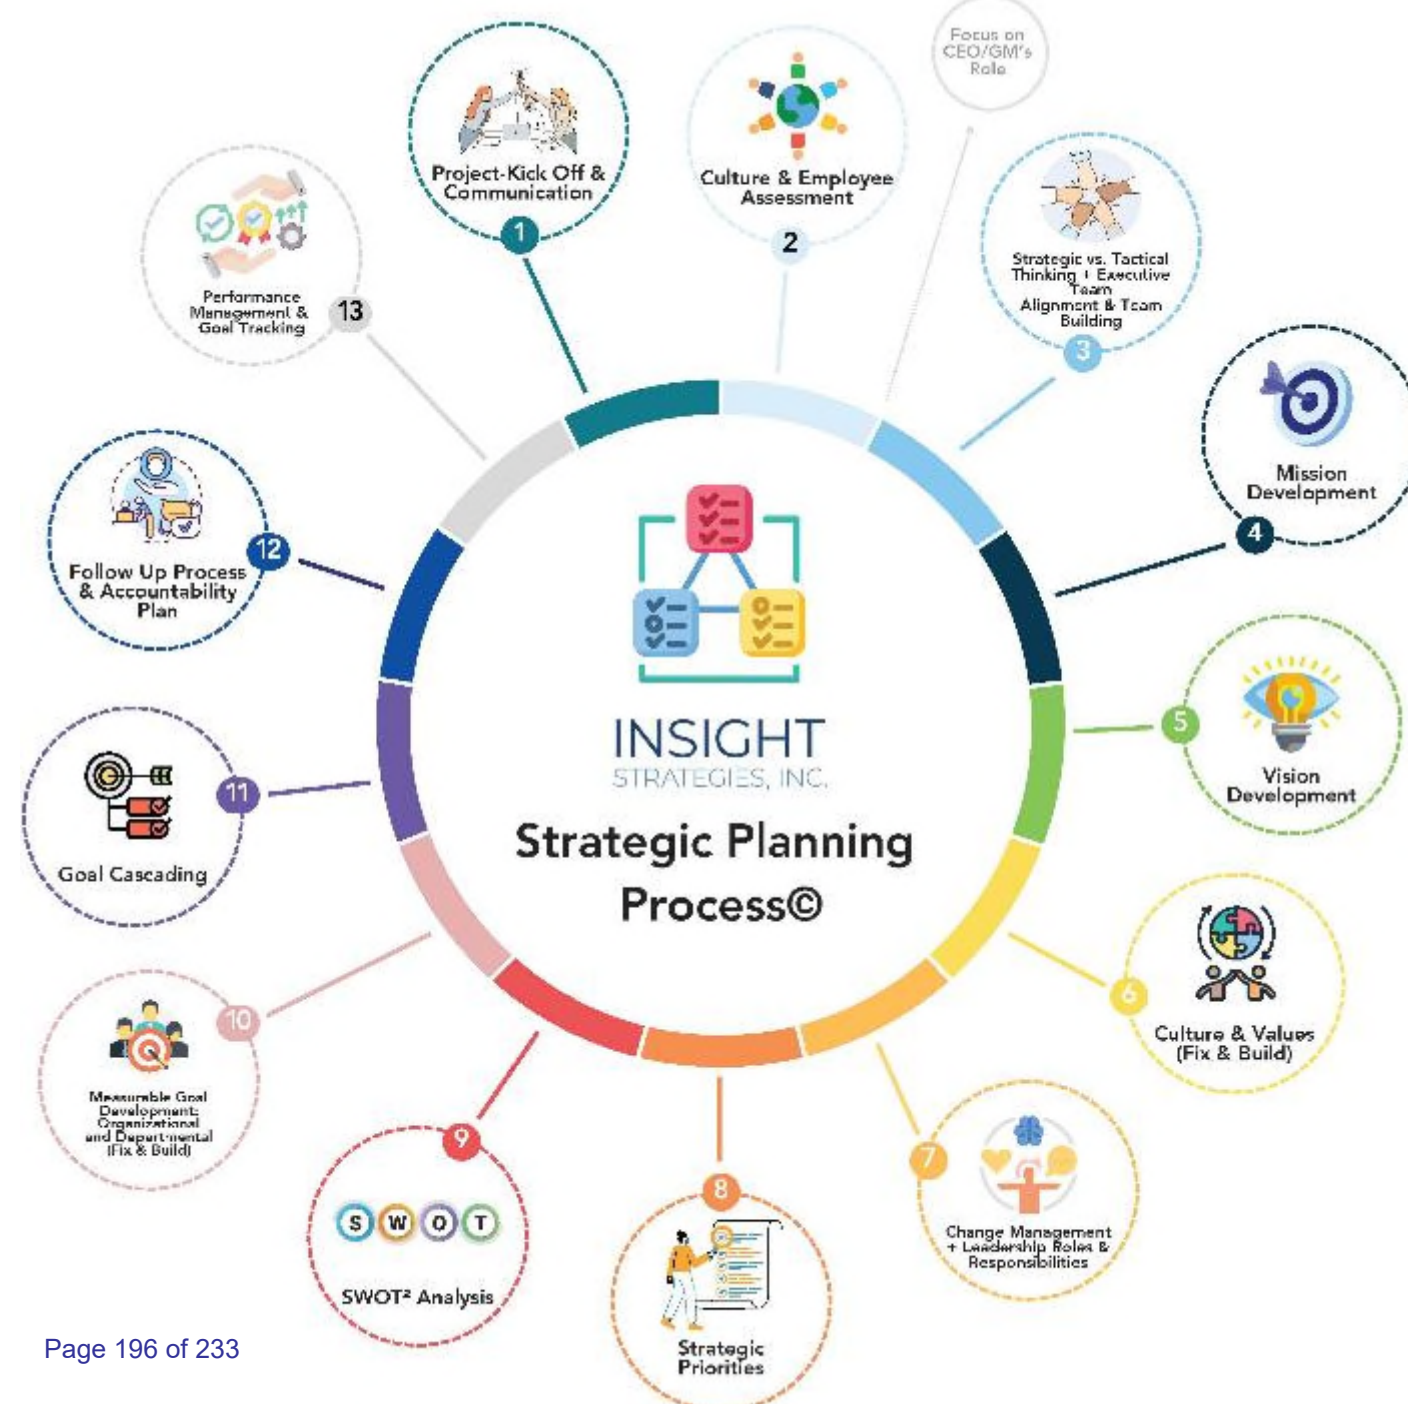 Focus on
CEO/GM's
Role
Project-Kick Off &
Communication
1
Culture & Employee
Assessment
2
Strategic vs. Tactical
Thinking + Executive
Team
Alignment & Team
Building
3
Mission
Development
4
Vision
Development
5
Culture & Values
(Fix & Build)
6
Change Management
+ Leadership Roles &
Responsibilities
7
Strategic
Priorities
8
S W O T
SWOT² Analysis
9
Measurable Goal
Development:
Organizational
and Departmental
(Fix & Build)
10
Goal Cascading
11
Follow Up Process
& Accountability
Plan
12
Performance
Management &
Goal Tracking
13
INSIGHT
STRATEGIES, INC.
Strategic Planning
Process©
Page 196 of 233